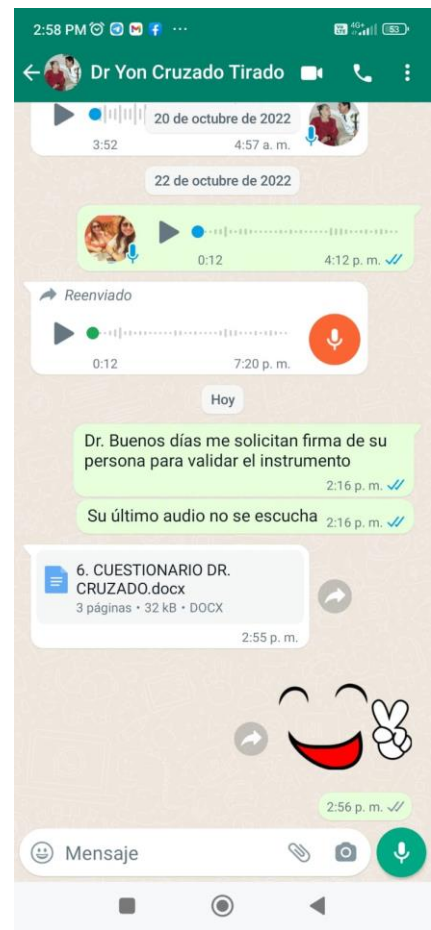 2:58 PM
4G+
53
Dr Yon Cruzado Tirado
20 de octubre de 2022
3:52
4:57 a. m.
22 de octubre de 2022
0:12
4:12 p. m.
Reenviado
0:12
7:20 p. m.
Hoy
Dr. Buenos días me solicitan firma de su
persona para validar el instrumento
2:16 p. m.
Su último audio no se escucha
2:16 p. m.
6. CUESTIONARIO DR.
CRUZADO.docx
3 páginas • 32 kB • DOCX
2:55 p. m.
2:56 p. m.
Mensaje